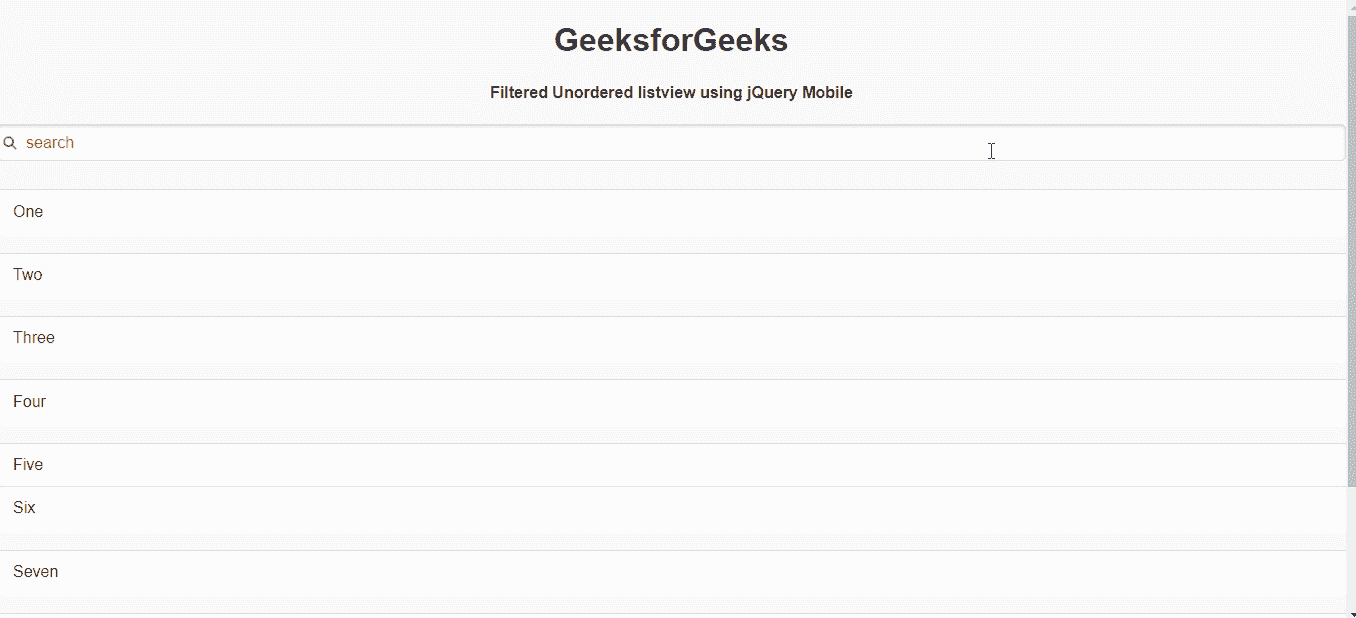 GeeksforGeeks
Filtered Unordered listview using jQuery Mobile
search
One
Two
Three
Four
Five
Six
Seven